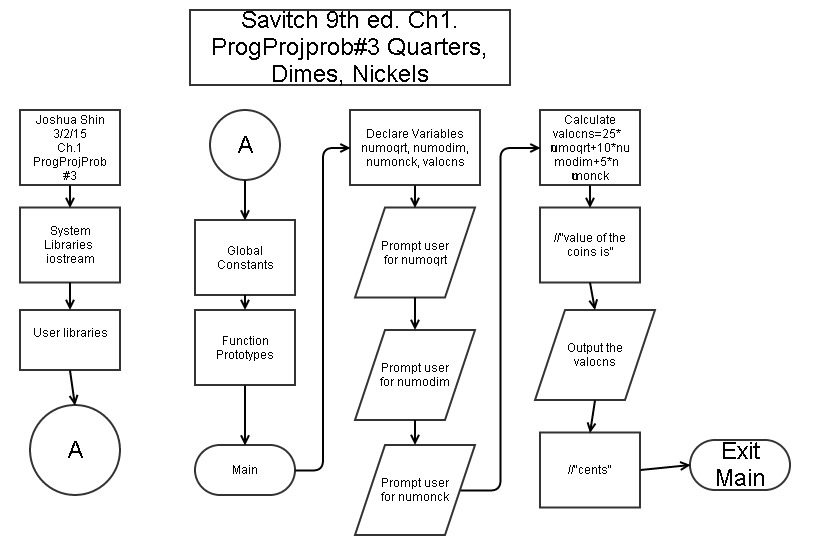 Savitch 9th ed. Ch1.
ProgProjprob#3 Quarters,
Dimes, Nickels
Joshua Shin
3/2/15
Ch.1
ProgProjProb
#3
System
Libraries
iostream
User libraries
A
A
Global
Constants
Function
Prototypes
Main
Declare Variables
numoqrt, numodim,
numonck, valocns
Prompt user
for numoqrt
Prompt user
for numodim
Prompt user
for numonck
Calculate
valocns=25*
numoqrt+10*nu
modim+5*n
umonck
//"value of the
coins is"
Output the
valocns
//"cents"
Exit
Main